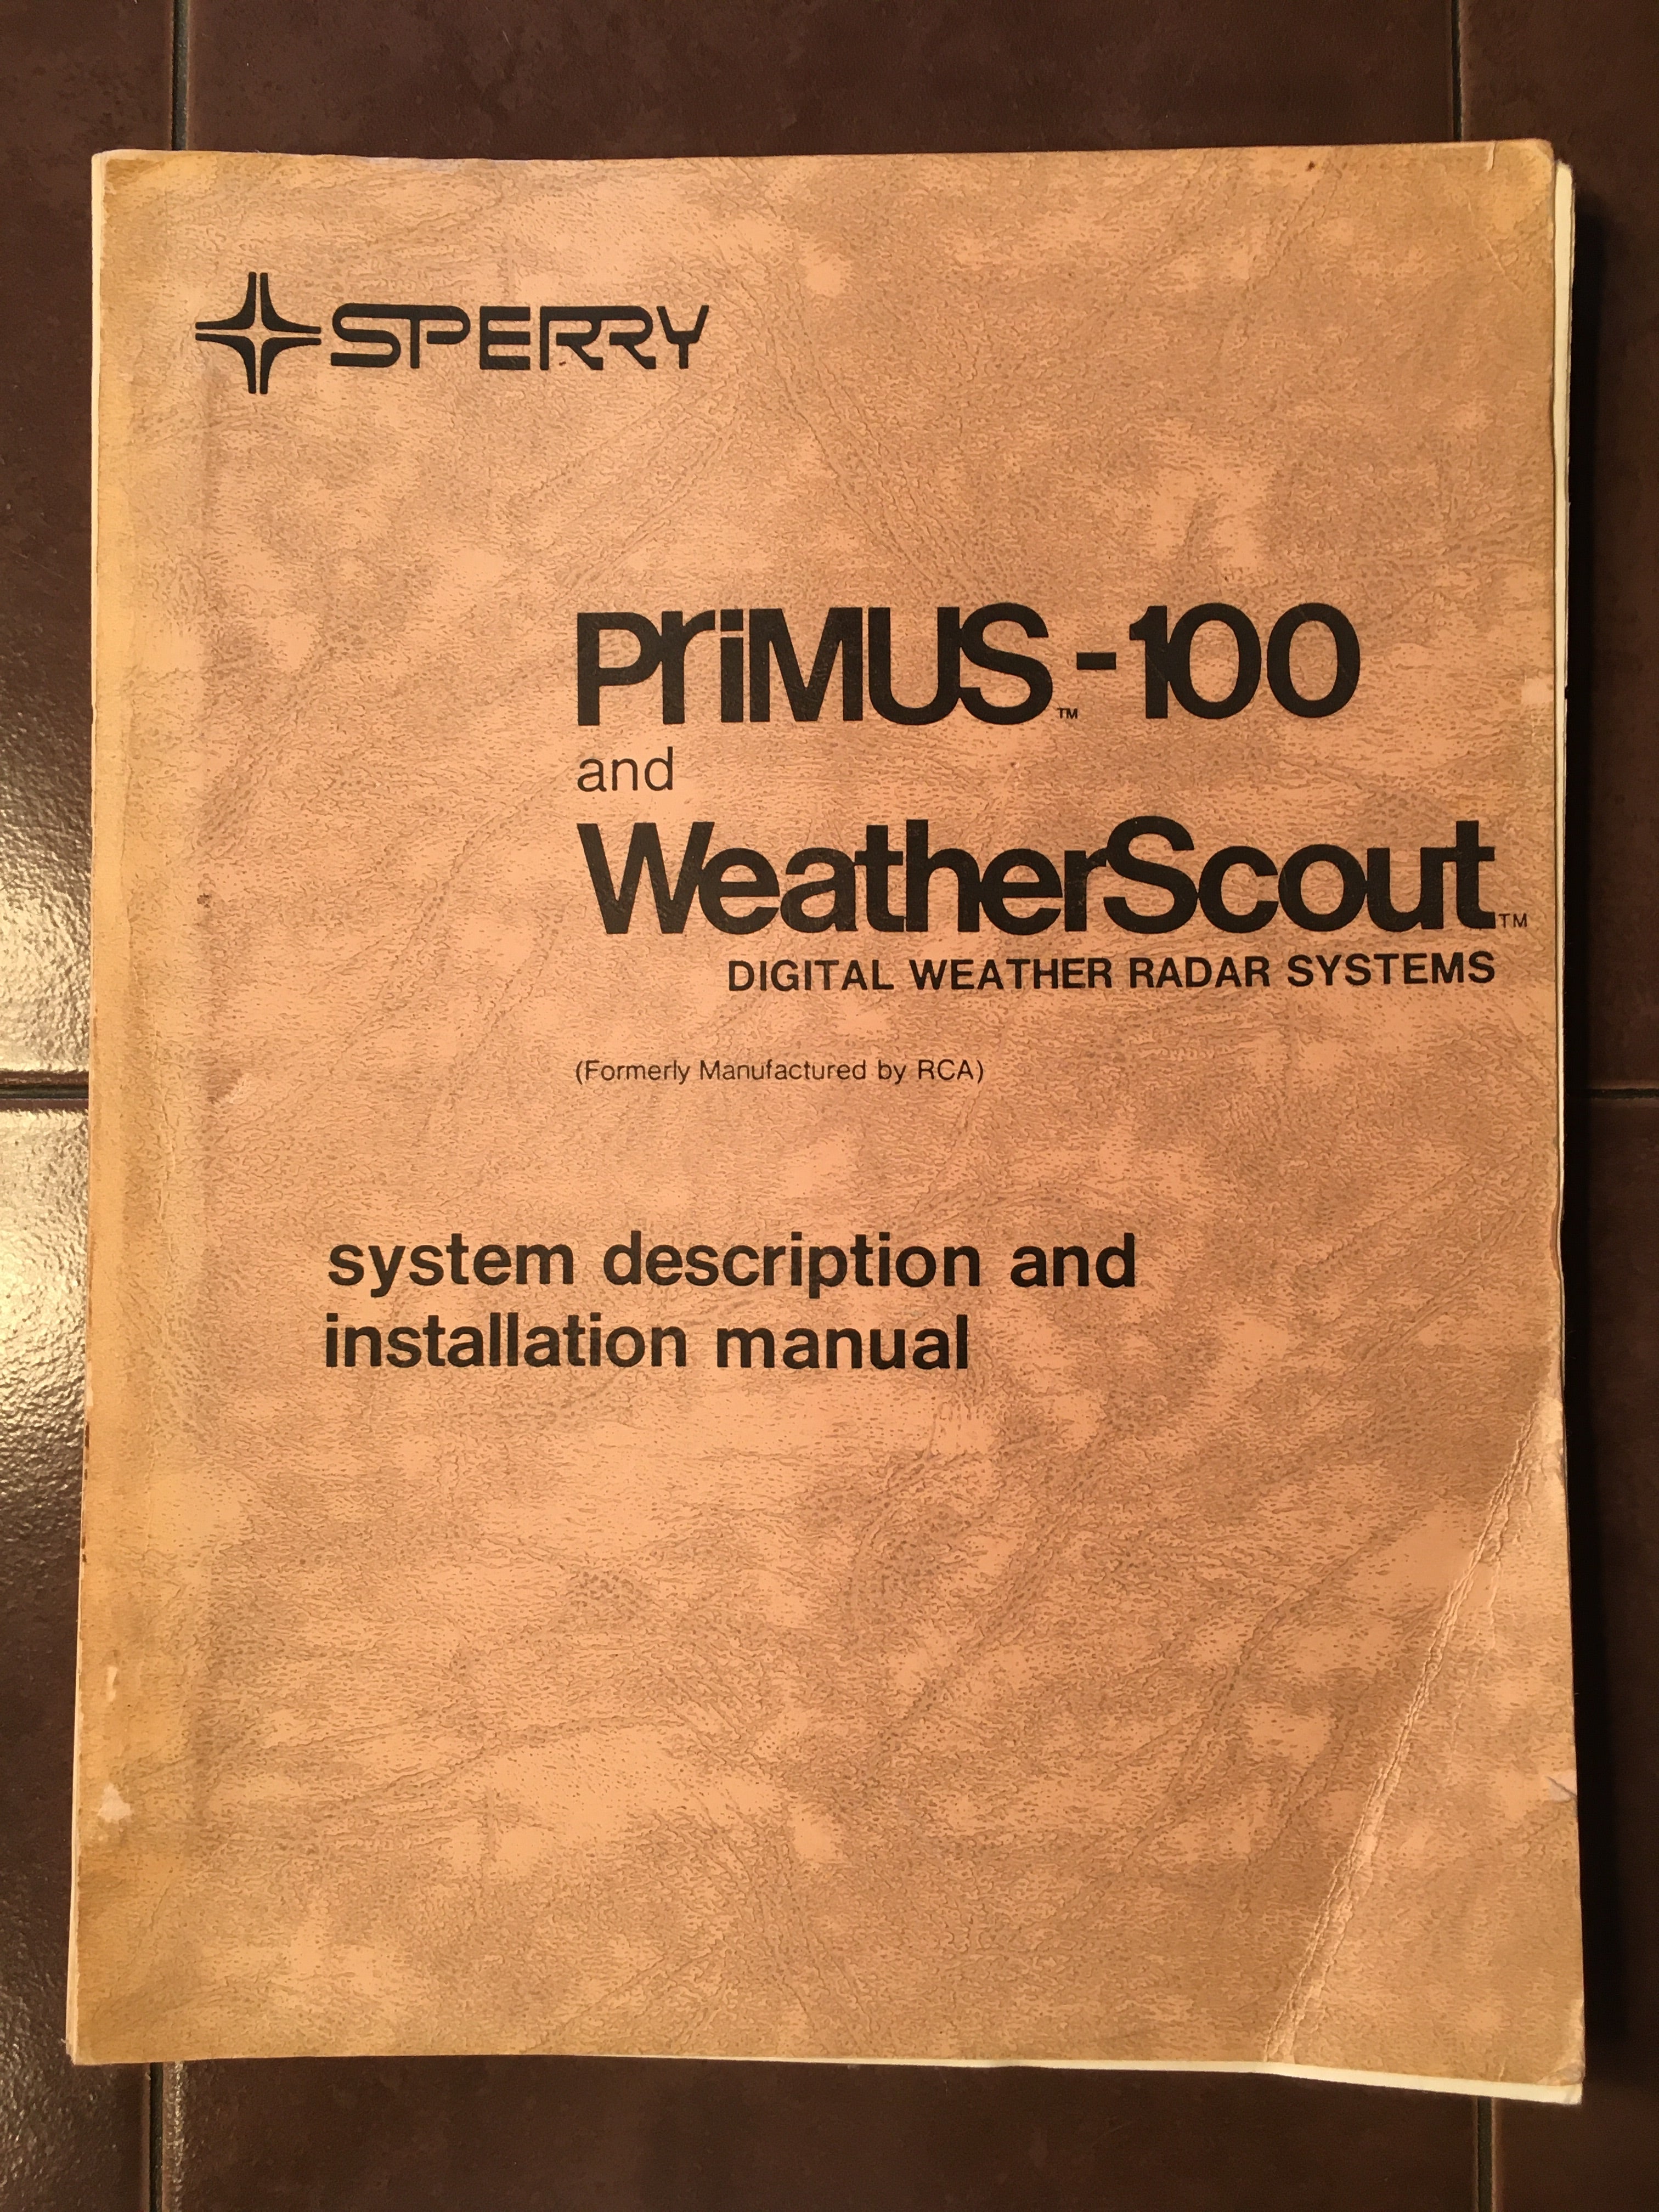 SPERRY
PriMUS™-100
and
WeatherScout™
DIGITAL WEATHER RADAR SYSTEMS
(Formerly Manufactured by RCA)
system description and
installation manual